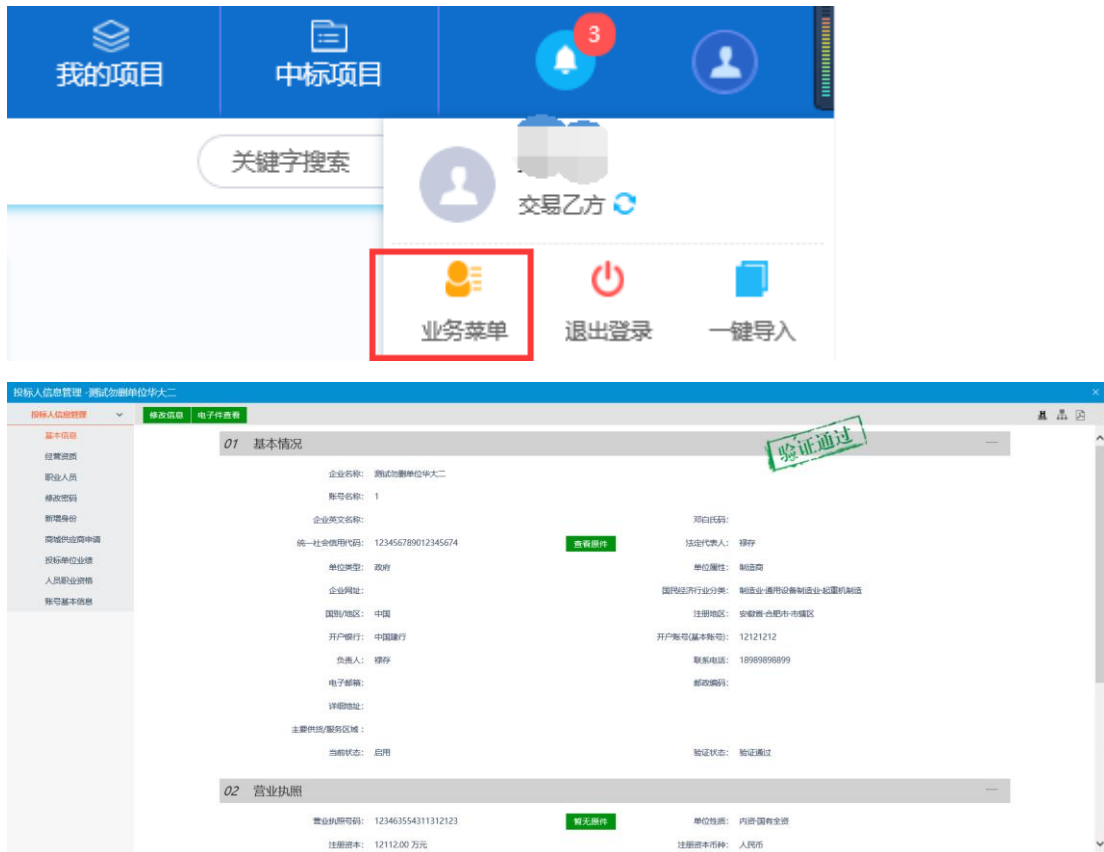 我的项目 中标项目 3
关键字搜索
交易乙方
业务菜单 退出登录 一键导入
投标人信息管理 -测试勿删单位华大二
投标人信息管理 修改信息 电子件查看
基本信息
经营资质
职业人员
修改密码
新增身份
商城供应商申请
投标单位业绩
人员职业资格
账号基本信息
01 基本情况 验证通过
企业名称: 测试勿删单位华大二
账号名称: 1
企业英文名称: 邓白氏码:
统一社会信用代码: 123456789012345674 查看原件 法定代表人: 禄存
单位类型: 政府 单位属性: 制造商
企业网址: 国民经济行业分类: 制造业·通用设备制造业·起重机制造
国别/地区: 中国 注册地区: 安徽省·合肥市·市辖区
开户银行: 中国建行 开户账号(基本账号): 12121212
负责人: 禄存 联系电话: 18989898899
电子邮箱: 邮政编码:
详细地址:
主要供货/服务区域:
当前状态: 启用 验证状态: 验证通过
02 营业执照
营业执照号码: 123463554311312123 暂无原件 单位性质: 内资·国有全资
注册资本: 12112.00 万元 注册资本币种: 人民币